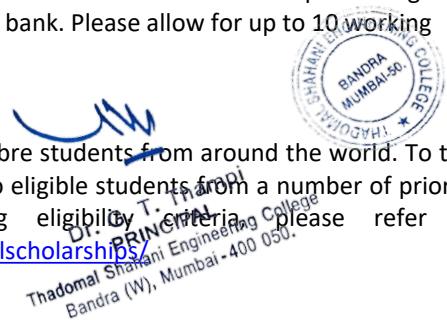 bank. Please allow for up to 10 working
THADOMAL SHAHANI ENGINEERING COLLEGE
BANDRA
MUMBAI-50.
bre students from around the world. To t
o eligible students from a number of prior
g eligibility criteria, please refer
lscholarships/
Dr. G. T. Thampi
PRINCIPAL
Thadomal Shahani Engineering College
Bandra (W), Mumbai - 400 050.